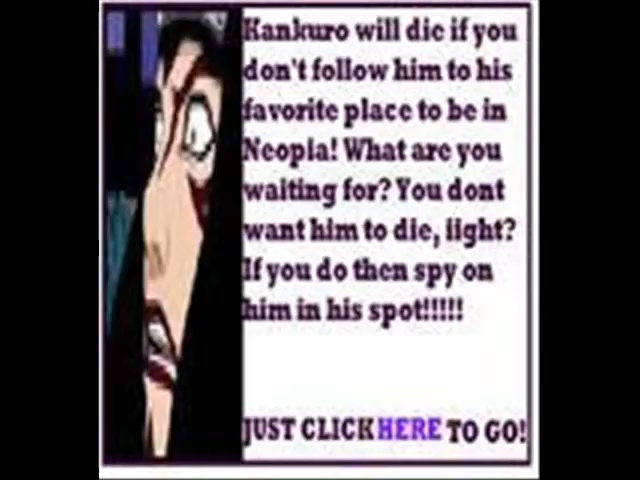 Kankuro will die if you
don't follow him to his
favorite place to be in
Neopia! What are you
waiting for? You dont
want him to die, iight?
If you do then spy on
him in his spot!!!!!
JUST CLICK HERE TO GO!